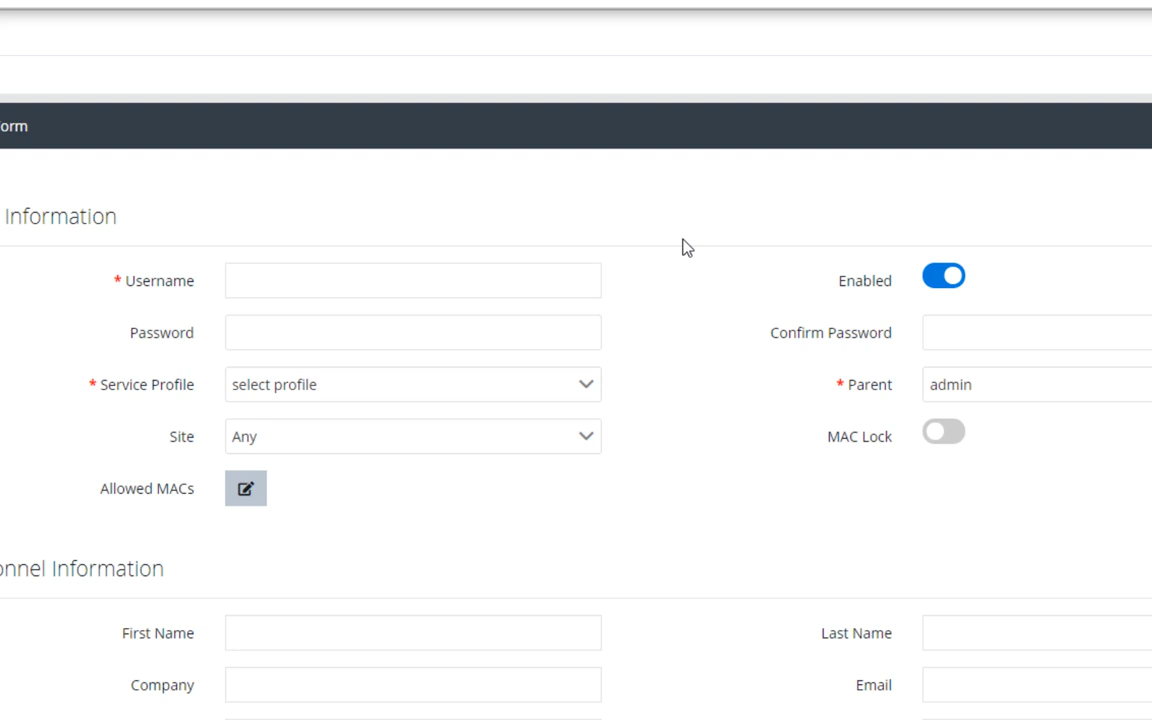 orm
Information
* Username
Enabled
Password
Confirm Password
* Service Profile select profile
* Parent admin
Site Any
MAC Lock
Allowed MACs
onnel Information
First Name
Last Name
Company
Email